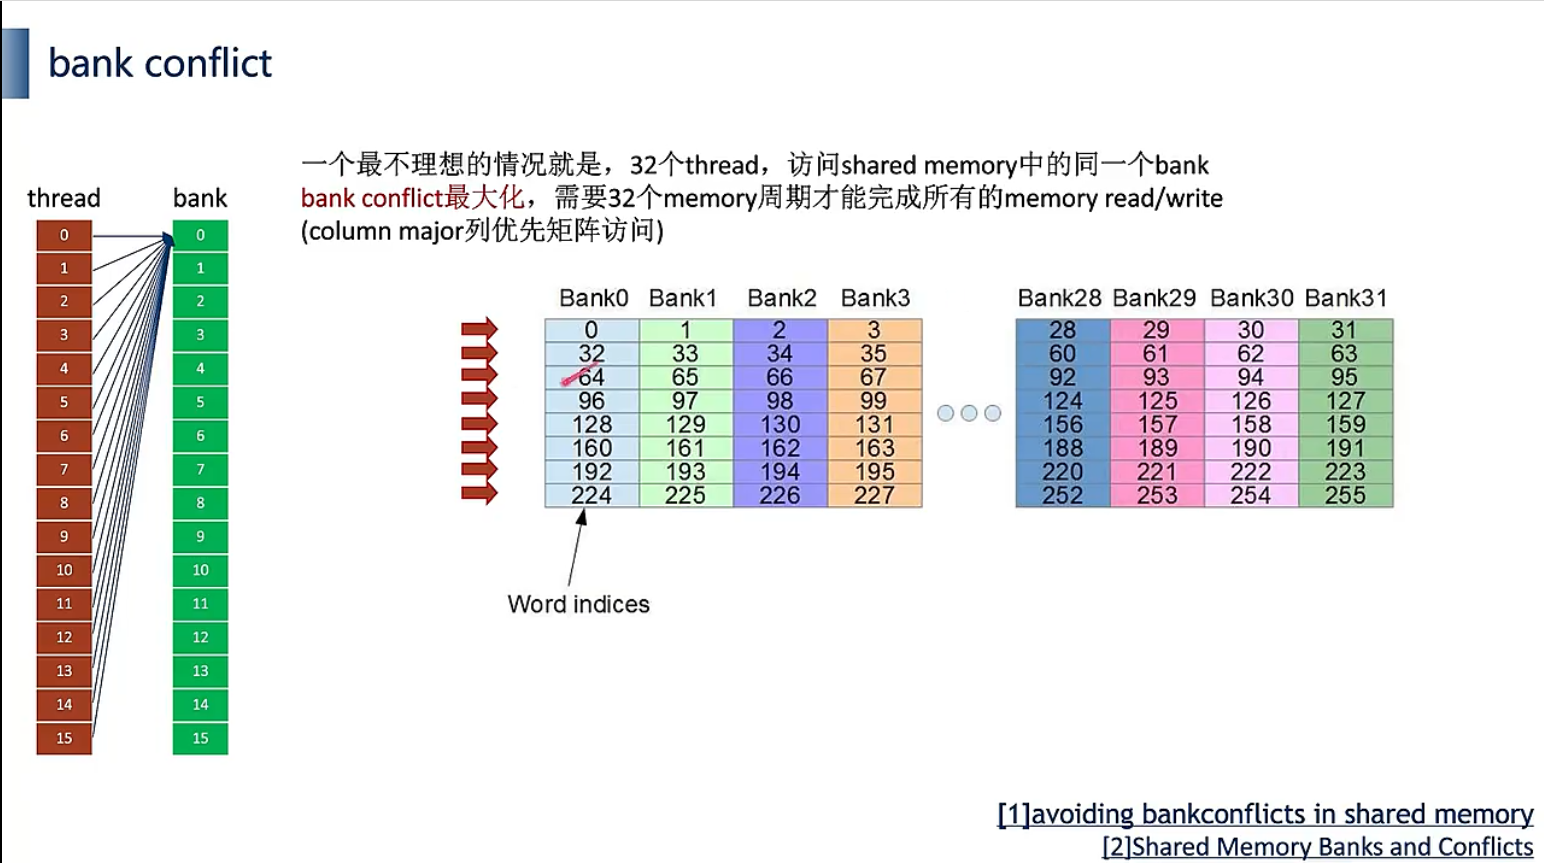 bank conflict
一个最不理想的情况就是，32个thread，访问shared memory中的同一个bank
bank conflict最大化，需要32个memory周期才能完成所有的memory read/write
(column major列优先矩阵访问)
thread bank
0 0
1 1
2 2
3 3
4 4
5 5
6 6
7 7
8 8
9 9
10 10
11 11
12 12
13 13
14 14
15 15
Bank0 Bank1 Bank2 Bank3 Bank28 Bank29 Bank30 Bank31
0 1 2 3 28 29 30 31
32 33 34 35 60 61 62 63
64 65 66 67 92 93 94 95
96 97 98 99 124 125 126 127
128 129 130 131 156 157 158 159
160 161 162 163 188 189 190 191
192 193 194 195 220 221 222 223
224 225 226 227 252 253 254 255
Word indices
[1]avoiding bankconflicts in shared memory
[2]Shared Memory Banks and Conflicts